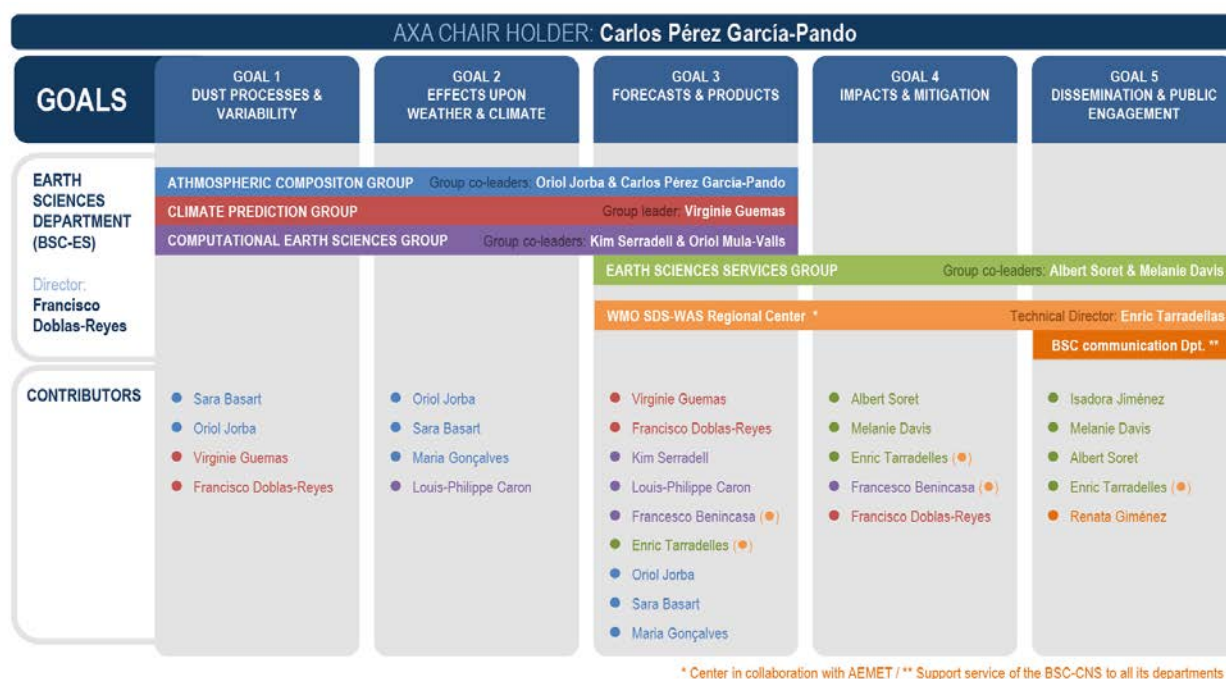 AXA CHAIR HOLDER: Carlos Pérez García-Pando
GOALS
GOAL 1
DUST PROCESSES &
VARIABILITY
GOAL 2
EFFECTS UPON
WEATHER & CLIMATE
GOAL 3
FORECASTS & PRODUCTS
GOAL 4
IMPACTS & MITIGATION
GOAL 5
DISSEMINATION & PUBLIC
ENGAGEMENT
EARTH
SCIENCES
DEPARTMENT
(BSC-ES)
Director:
Francisco
Doblas-Reyes
ATHMOSPHERIC COMPOSITON GROUP Group co-leaders: Oriol Jorba & Carlos Pérez García-Pando
CLIMATE PREDICTION GROUP Group leader: Virginie Guemas
COMPUTATIONAL EARTH SCIENCES GROUP Group co-leaders: Kim Serradell & Oriol Mula-Valls
EARTH SCIENCES SERVICES GROUP Group co-leaders: Albert Soret & Melanie Davis
WMO SDS-WAS Regional Center * Technical Director: Enric Tarradellas
BSC communication Dpt. **
CONTRIBUTORS
Sara Basart
Oriol Jorba
Virginie Guemas
Francisco Doblas-Reyes
Oriol Jorba
Sara Basart
Maria Gonçalves
Louis-Philippe Caron
Virginie Guemas
Francisco Doblas-Reyes
Kim Serradell
Louis-Philippe Caron
Francesco Benincasa (●)
Enric Tarradelles (●)
Oriol Jorba
Sara Basart
Maria Gonçalves
Albert Soret
Melanie Davis
Enric Tarradelles (●)
Francesco Benincasa (●)
Francisco Doblas-Reyes
Isadora Jiménez
Melanie Davis
Albert Soret
Enric Tarradelles (●)
Renata Giménez
* Center in collaboration with AEMET / ** Support service of the BSC-CNS to all its departments